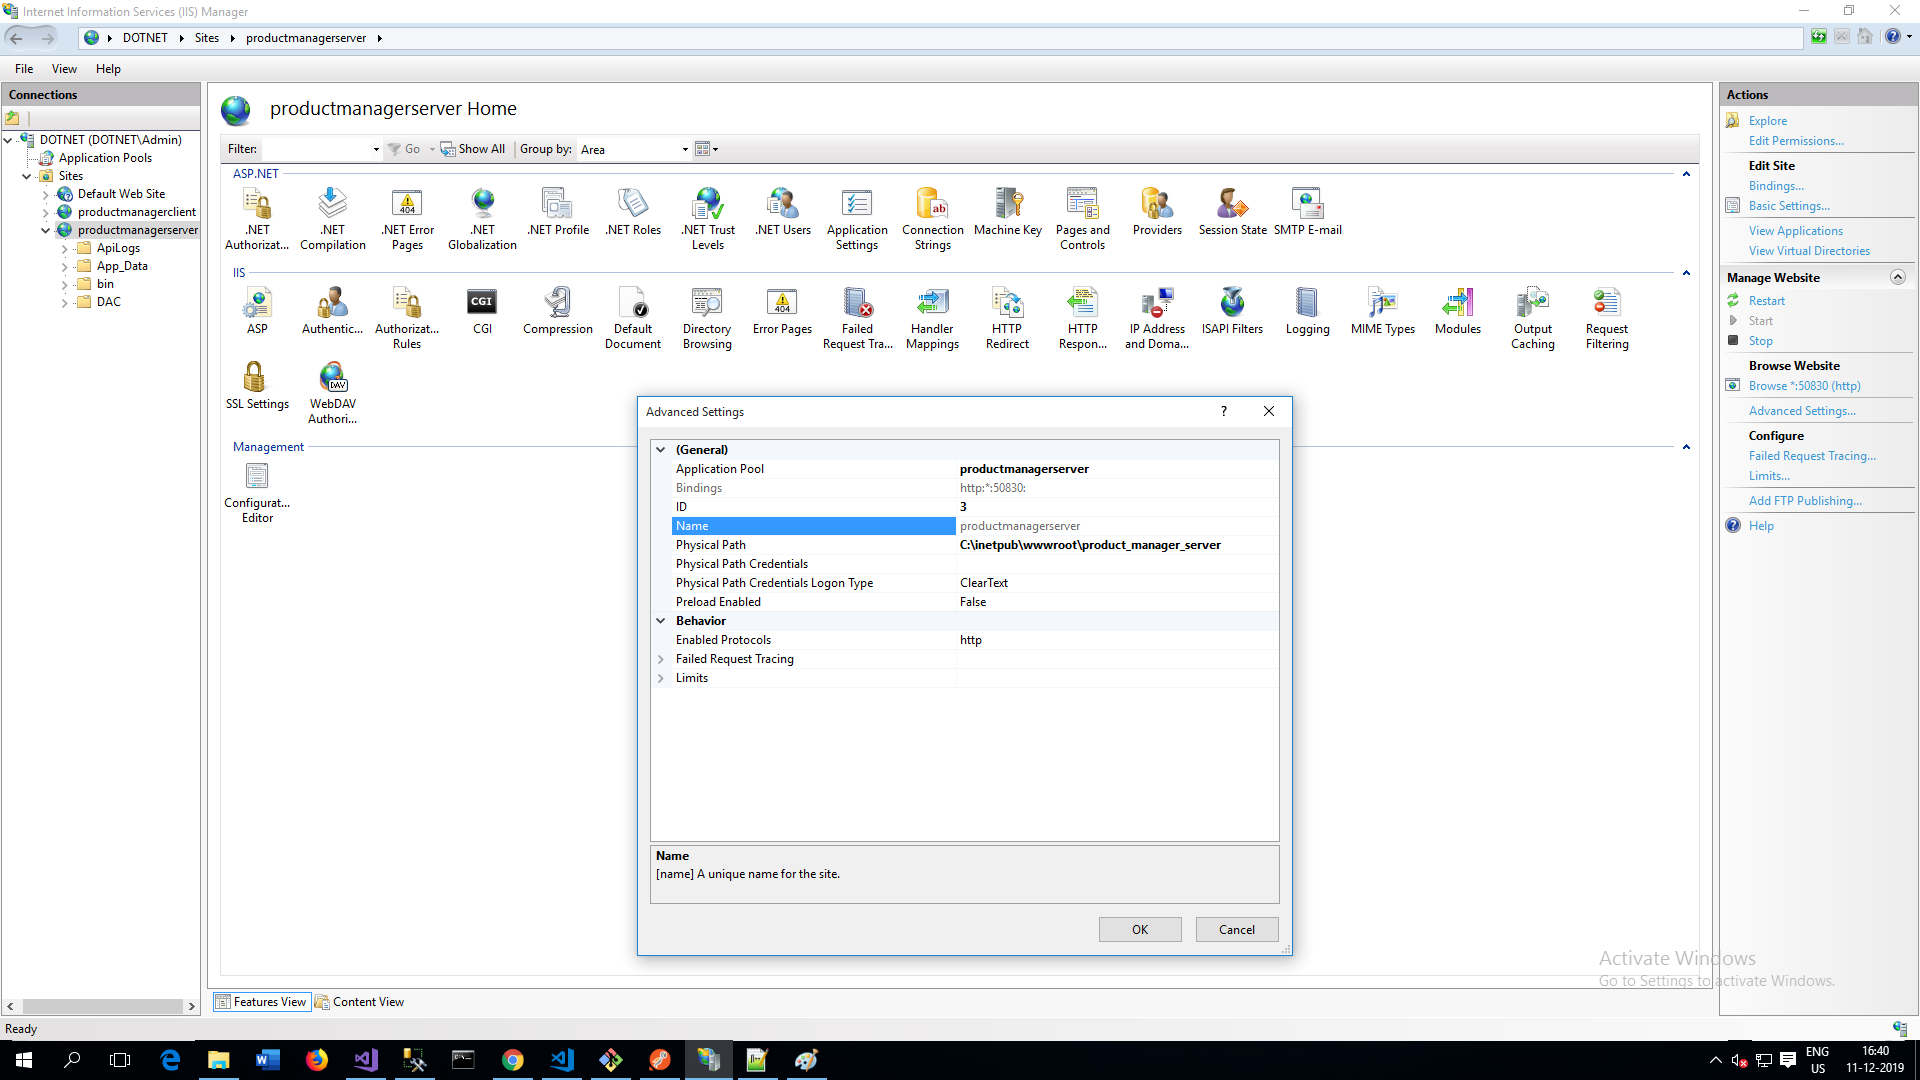 Internet Information Services (IIS) Manager
DOTNET
Sites
productmanagerserver
File
View
Help
Connections
DOTNET (DOTNET\Admin)
Application Pools
Sites
Default Web Site
productmanagerclient
productmanagerserver
ApiLogs
App_Data
bin
DAC
productmanagerserver Home
Filter:
Go
Show All
Group by:
Area
ASP.NET
.NET Authorizat...
.NET Compilation
.NET Error Pages
.NET Globalization
.NET Profile
.NET Roles
.NET Trust Levels
.NET Users
Application Settings
Connection Strings
Machine Key
Pages and Controls
Providers
Session State
SMTP E-mail
IIS
ASP
Authentic...
Authorizat... Rules
CGI
CGI
Compression
Default Document
Directory Browsing
404
Error Pages
Failed Request Tra...
Handler Mappings
HTTP Redirect
HTTP Respon...
IP Address and Doma...
ISAPI Filters
Logging
MIME Types
Modules
Output Caching
Request Filtering
SSL Settings
DAV
WebDAV Authori...
Management
Configurat... Editor
Advanced Settings
?
(General)
Application Pool productmanagerserver
Bindings http:*:50830:
ID 3
Name productmanagerserver
Physical Path C:\inetpub\wwwroot\product_manager_server
Physical Path Credentials
Physical Path Credentials Logon Type ClearText
Preload Enabled False
Behavior
Enabled Protocols http
Failed Request Tracing
Limits
Name
[name] A unique name for the site.
OK
Cancel
Features View
Content View
Ready
Actions
Explore
Edit Permissions...
Edit Site
Bindings...
Basic Settings...
View Applications
View Virtual Directories
Manage Website
Restart
Start
Stop
Browse Website
Browse *:50830 (http)
Advanced Settings...
Configure
Failed Request Tracing...
Limits...
Add FTP Publishing...
Help
Activate Windows
Go to Settings to activate Windows.
ENG
US
16:40
11-12-2019